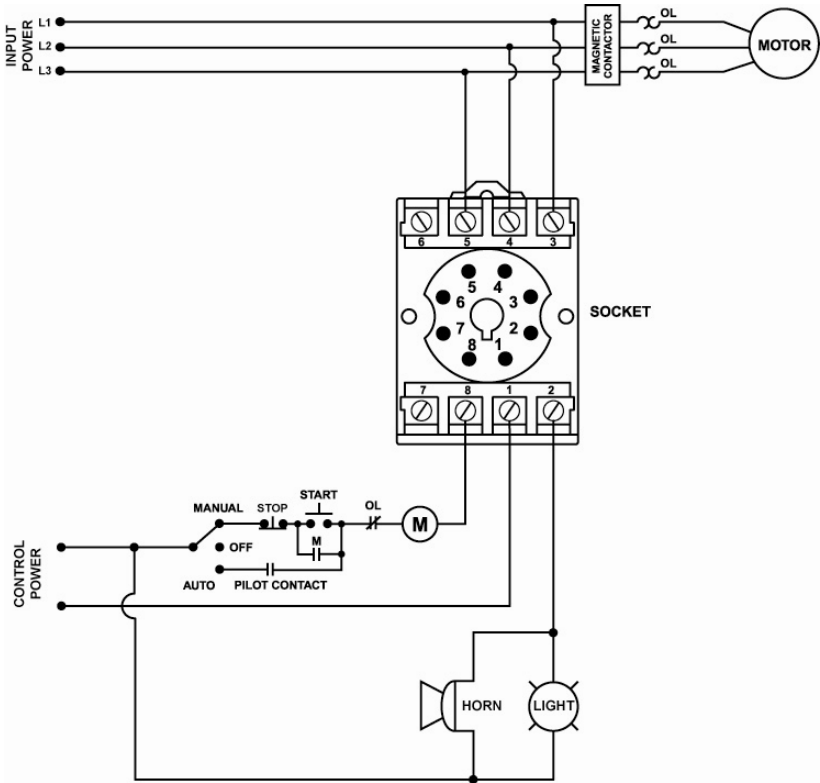 INPUT
POWER
L1
L2
L3
MAGNETIC
CONTACTOR
OL
OL
OL
MOTOR
6 5 4 3
5 4
6 3
7 2
8 1
SOCKET
7 8 1 2
MANUAL STOP START OL
M
M
OFF
AUTO PILOT CONTACT
CONTROL
POWER
HORN
LIGHT